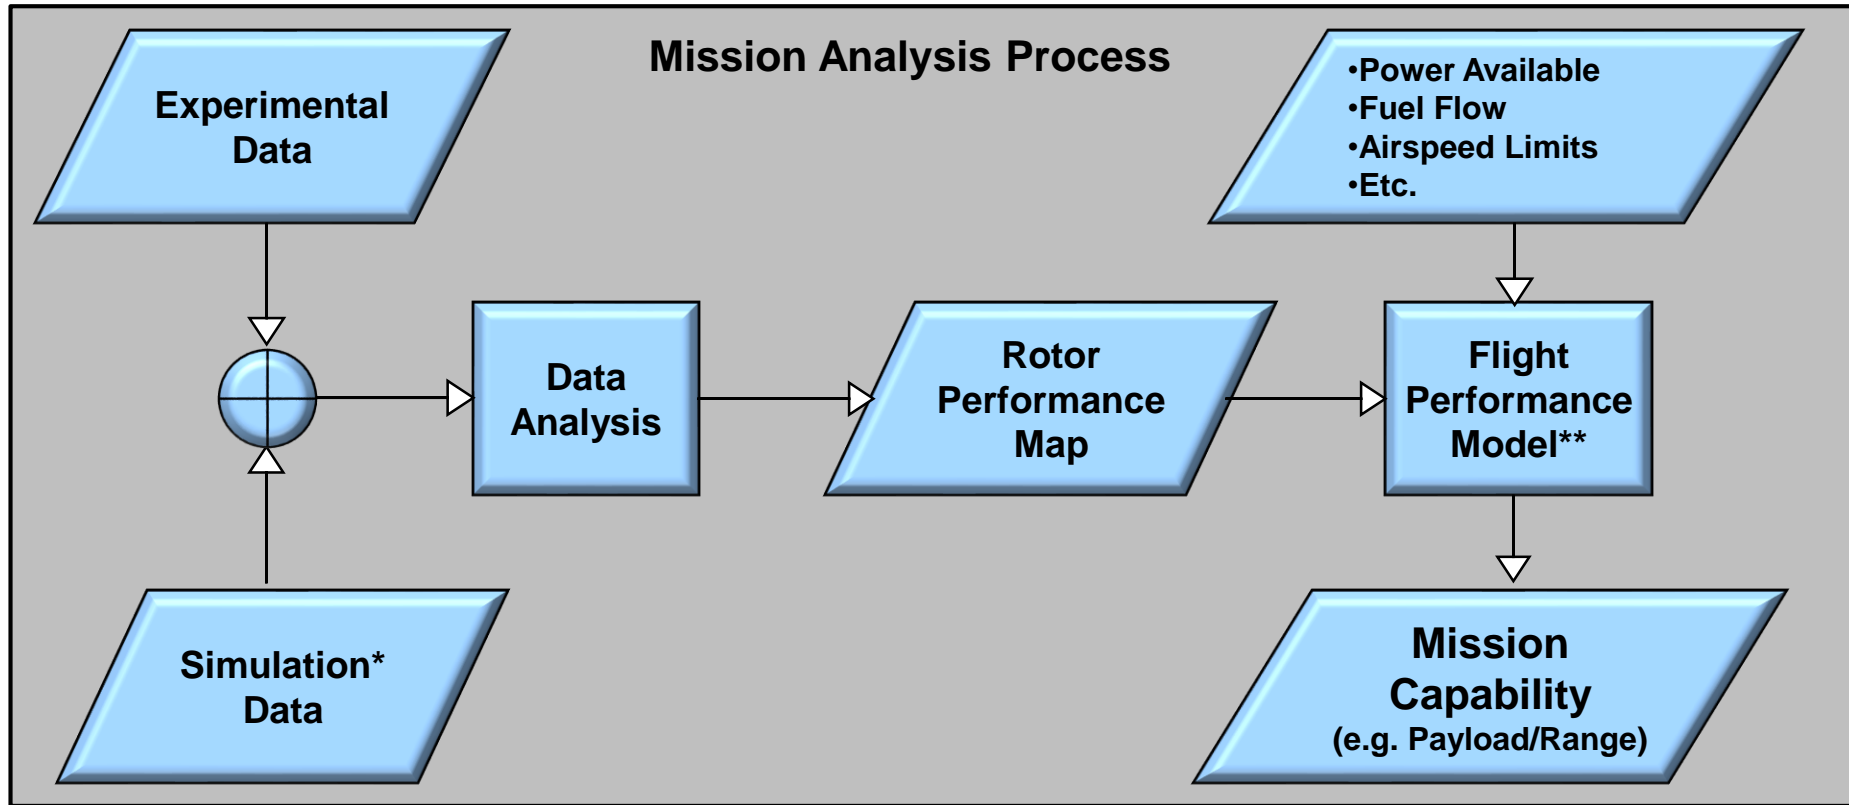 Mission Analysis Process
Experimental
Data
•Power Available
•Fuel Flow
•Airspeed Limits
•Etc.
Data
Analysis
Rotor
Performance
Map
Flight
Performance
Model**
Simulation*
Data
Mission
Capability
(e.g. Payload/Range)